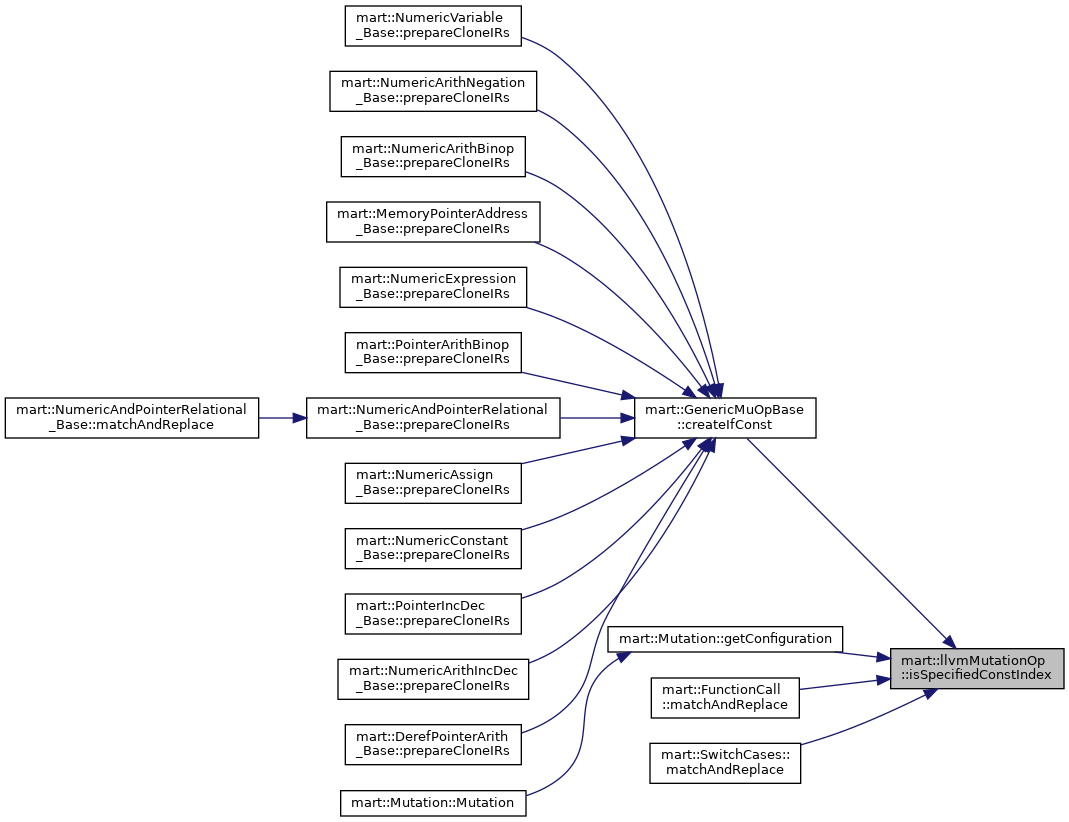 mart::NumericVariable
_Base::prepareCloneIRs
mart::NumericArithNegation
_Base::prepareCloneIRs
mart::NumericArithBinop
_Base::prepareCloneIRs
mart::MemoryPointerAddress
_Base::prepareCloneIRs
mart::NumericExpression
_Base::prepareCloneIRs
mart::PointerArithBinop
_Base::prepareCloneIRs
mart::NumericAndPointerRelational
_Base::matchAndReplace
mart::NumericAndPointerRelational
_Base::prepareCloneIRs
mart::GenericMuOpBase
::createIfConst
mart::NumericAssign
_Base::prepareCloneIRs
mart::NumericConstant
_Base::prepareCloneIRs
mart::PointerIncDec
_Base::prepareCloneIRs
mart::Mutation::getConfiguration
mart::llvmMutationOp
::isSpecifiedConstIndex
mart::NumericArithIncDec
_Base::prepareCloneIRs
mart::FunctionCall
::matchAndReplace
mart::DerefPointerArith
_Base::prepareCloneIRs
mart::SwitchCases::
matchAndReplace
mart::Mutation::Mutation